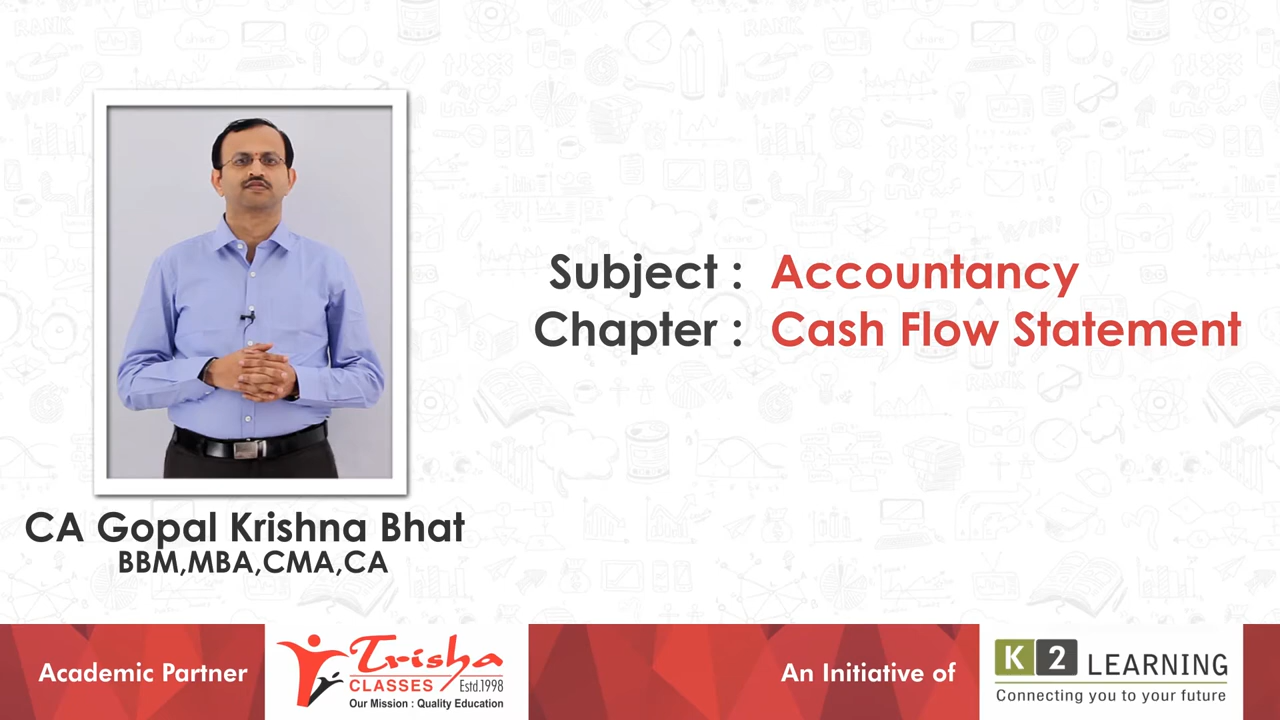 Subject : Accountancy
Chapter : Cash Flow Statement
CA Gopal Krishna Bhat
BBM,MBA,CMA,CA
Academic Partner
Trisha
CLASSES Estd.1998
Our Mission : Quality Education
An Initiative of
K2 LEARNING
Connecting you to your future